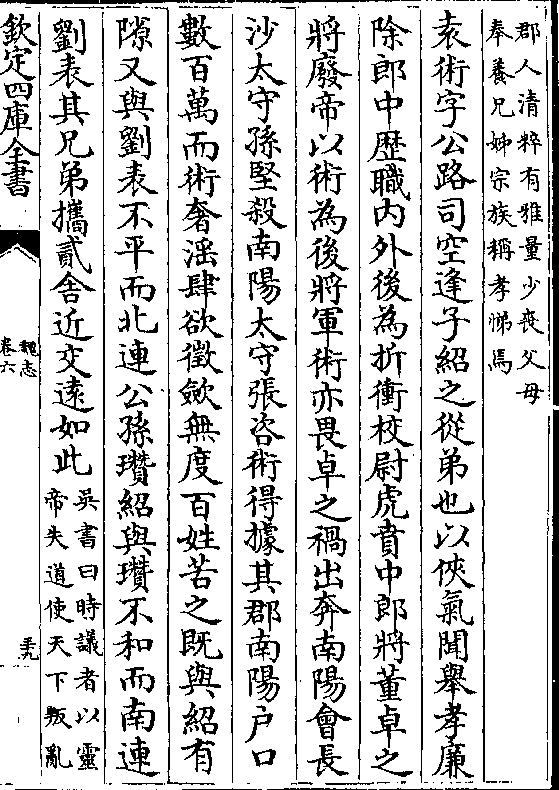 郡人清粹有雅量少喪父母
奉養兄姊宗族稱孝悌焉
袁術字公路司空逢子紹之從弟也以俠氣聞舉孝廉
除郎中歴職内外後為折衝校尉虎賁中郎將董卓之
將廢帝以術為後將軍術亦畏卓之禍出奔南陽會長
沙太守孫堅殺南陽太守張咨術得據其郡南陽户口
數百萬而術奢淫肆欲徵歛無度百姓苦之既與紹有
隙又與劉表不平而北連公孫瓚紹與瓚不和而南連
劉表其兄弟攜貳舍近交逺如此吳書曰時議者以靈
帝失道使天下叛亂
欽定四庫全書
魏志
卷六
五九